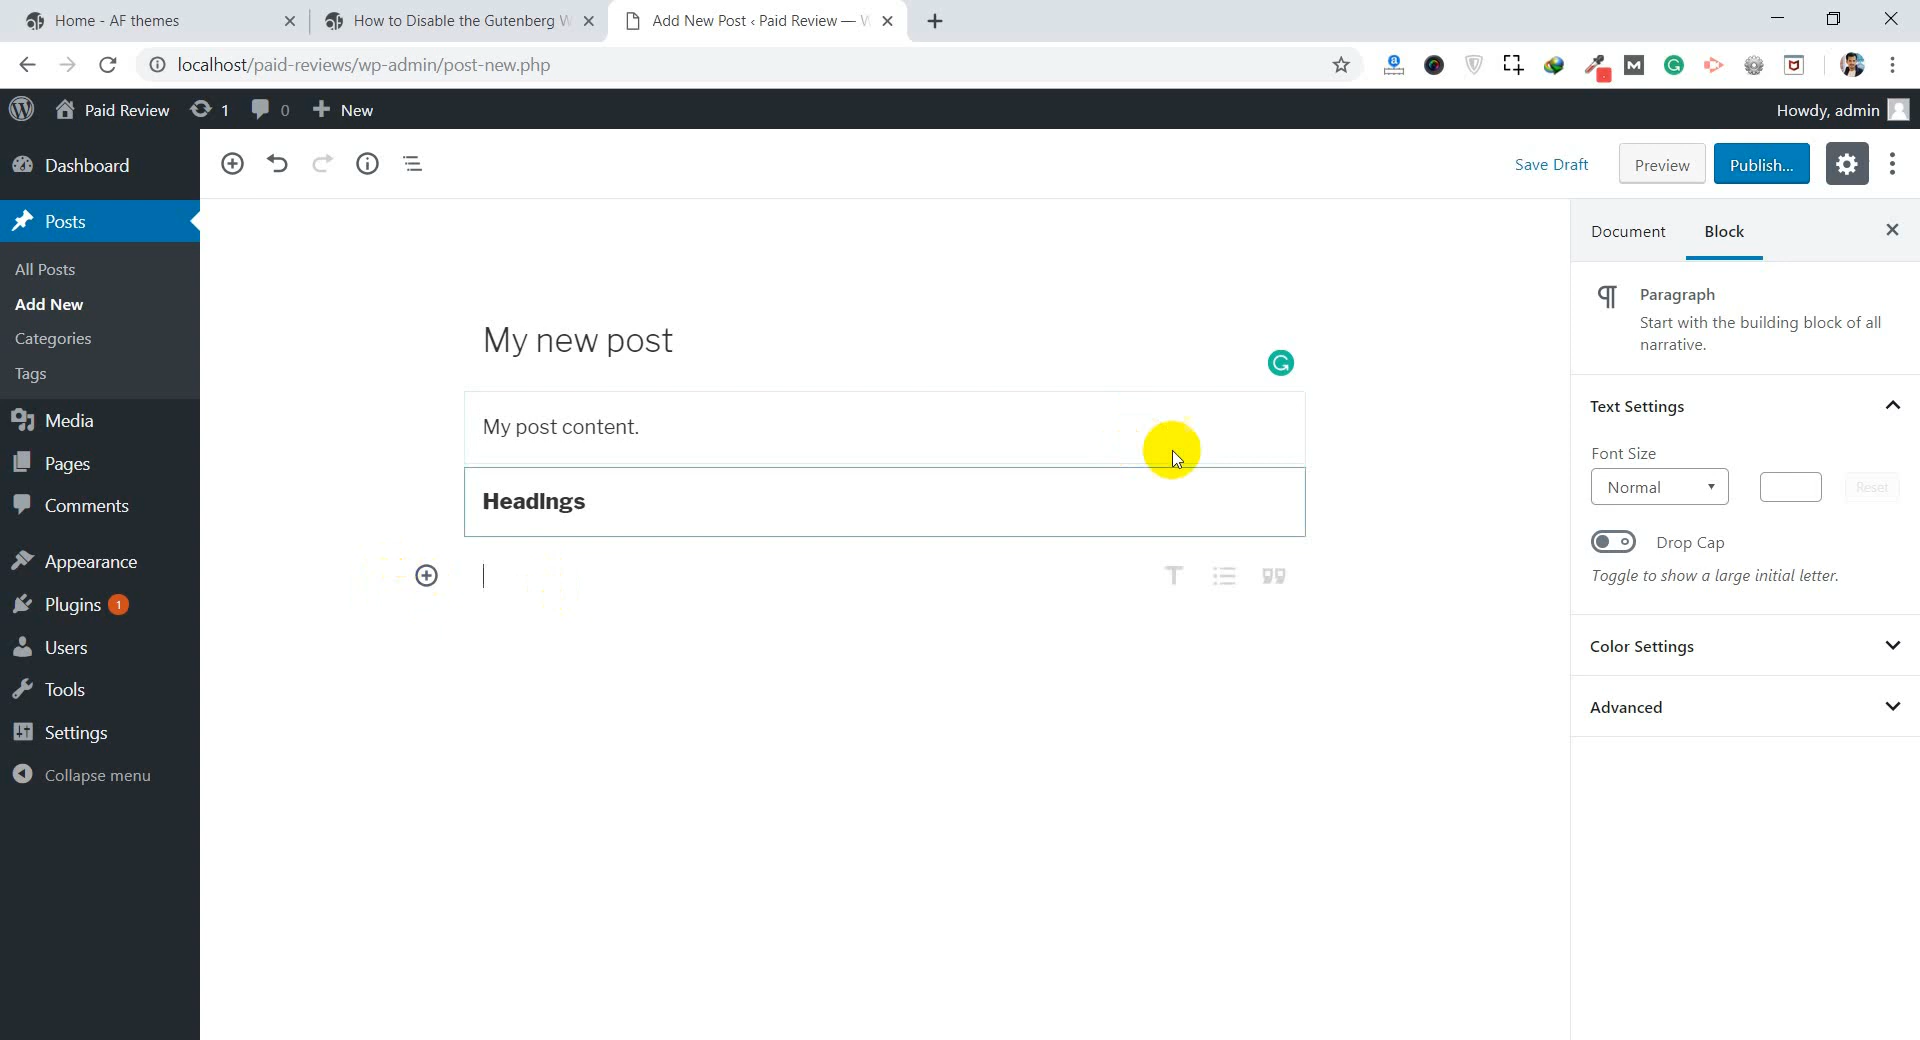 Home - AF themes
How to Disable the Gutenberg W
Add New Post ‹ Paid Review — W
localhost/paid-reviews/wp-admin/post-new.php
Paid Review
1
0
New
Howdy, admin
Dashboard
Posts
All Posts
Add New
Categories
Tags
Media
Pages
Comments
Appearance
Plugins 1
Users
Tools
Settings
Collapse menu
Save Draft
Preview
Publish...
My new post
My post content.
HeadIngs
Document
Block
Paragraph
Start with the building block of all
narrative.
Text Settings
Font Size
Normal
Reset
Drop Cap
Toggle to show a large initial letter.
Color Settings
Advanced